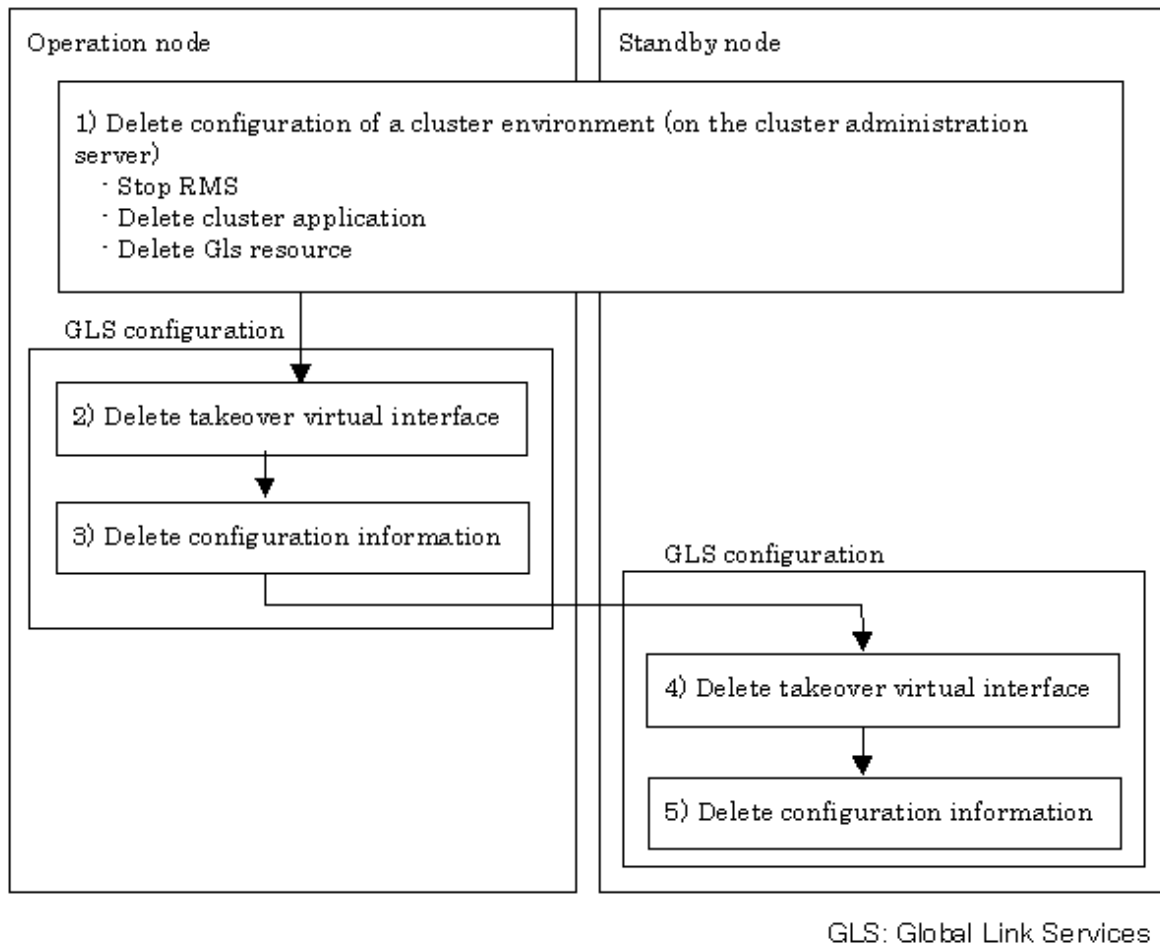 Operation node
Standby node
1) Delete configuration of a cluster environment (on the cluster administration
server)
· Stop RMS
· Delete cluster application
· Delete Gls resource
GLS configuration
2) Delete takeover virtual interface
3) Delete configuration information
GLS configuration
4) Delete takeover virtual interface
5) Delete configuration information
GLS: Global Link Services